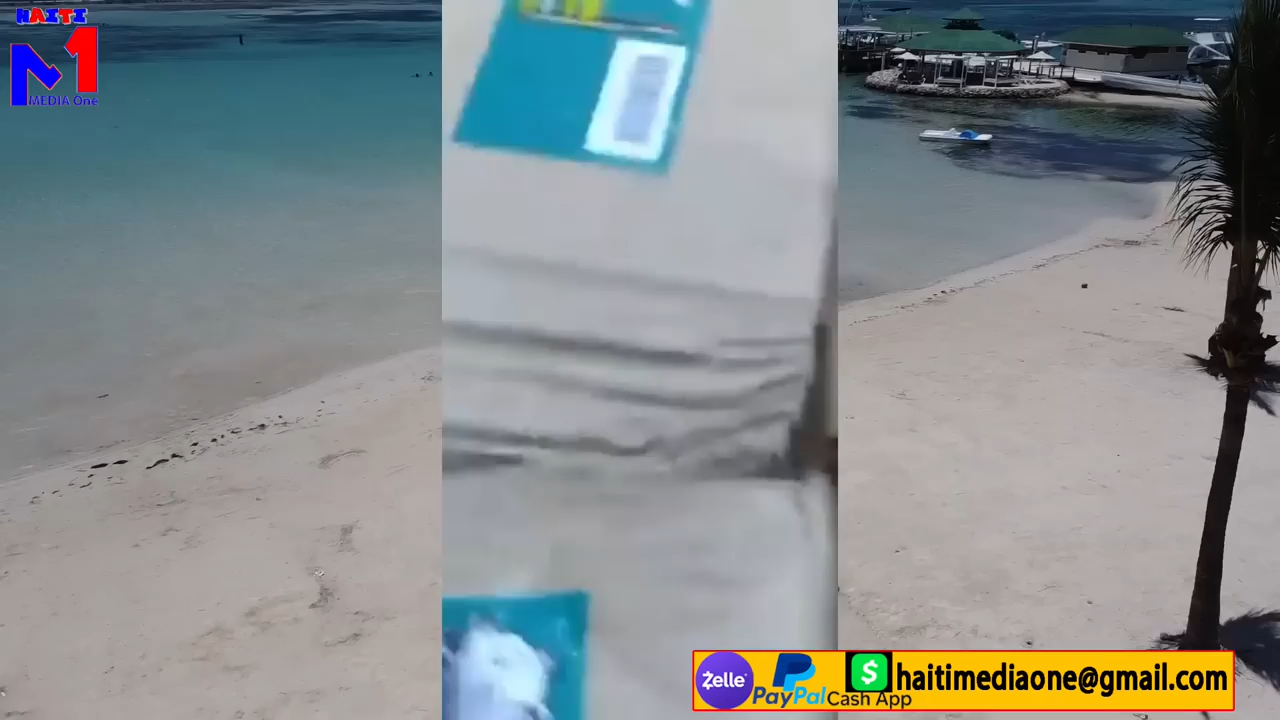 HAITI
M1
MEDIA One
Zelle
PayPal
Cash App
haitimediaone@gmail.com